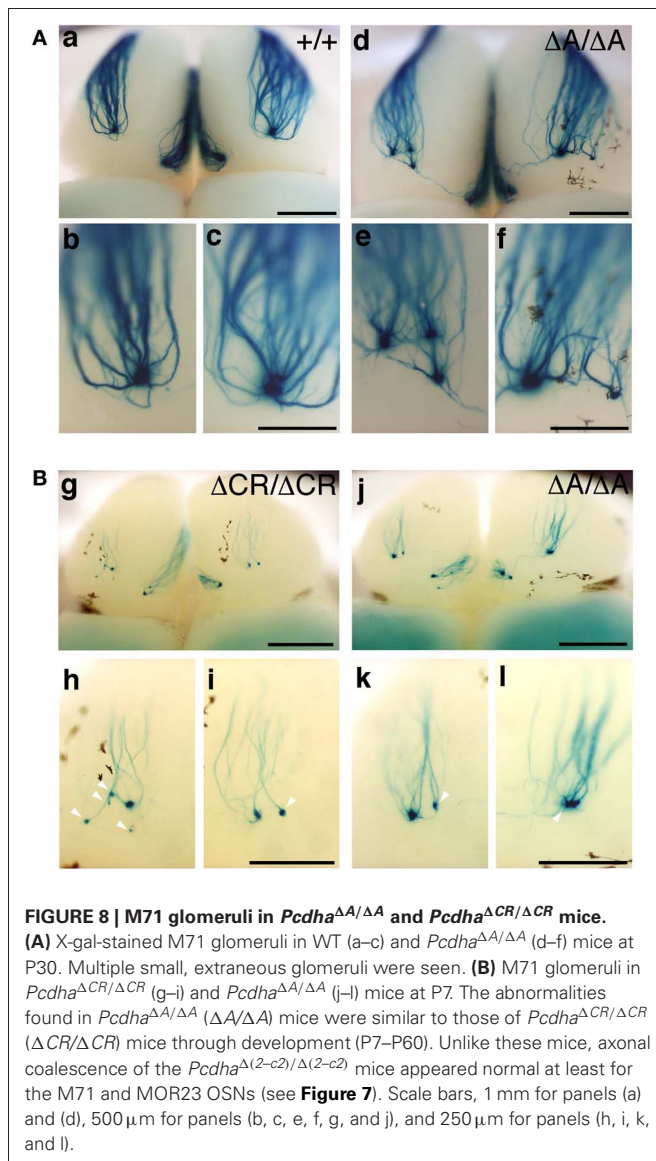 A
a
+/+
d
ΔA/ΔA
b
c
e
f
B
g
ΔCR/ΔCR
j
ΔA/ΔA
h
i
k
l
FIGURE 8 | M71 glomeruli in PcdhaΔA/ΔA and PcdhaΔCR/ΔCR mice.
(A) X-gal-stained M71 glomeruli in WT (a–c) and PcdhaΔA/ΔA (d–f) mice at
P30. Multiple small, extraneous glomeruli were seen. (B) M71 glomeruli in
PcdhaΔCR/ΔCR (g–i) and PcdhaΔA/ΔA (j–l) mice at P7. The abnormalities
found in PcdhaΔA/ΔA (ΔA/ΔA) mice were similar to those of PcdhaΔCR/ΔCR
(ΔCR/ΔCR) mice through development (P7–P60). Unlike these mice, axonal
coalescence of the PcdhaΔ(2–c2)/Δ(2–c2) mice appeared normal at least for
the M71 and MOR23 OSNs (see Figure 7). Scale bars, 1 mm for panels (a)
and (d), 500 μm for panels (b, c, e, f, g, and j), and 250 μm for panels (h, i, k,
and l).